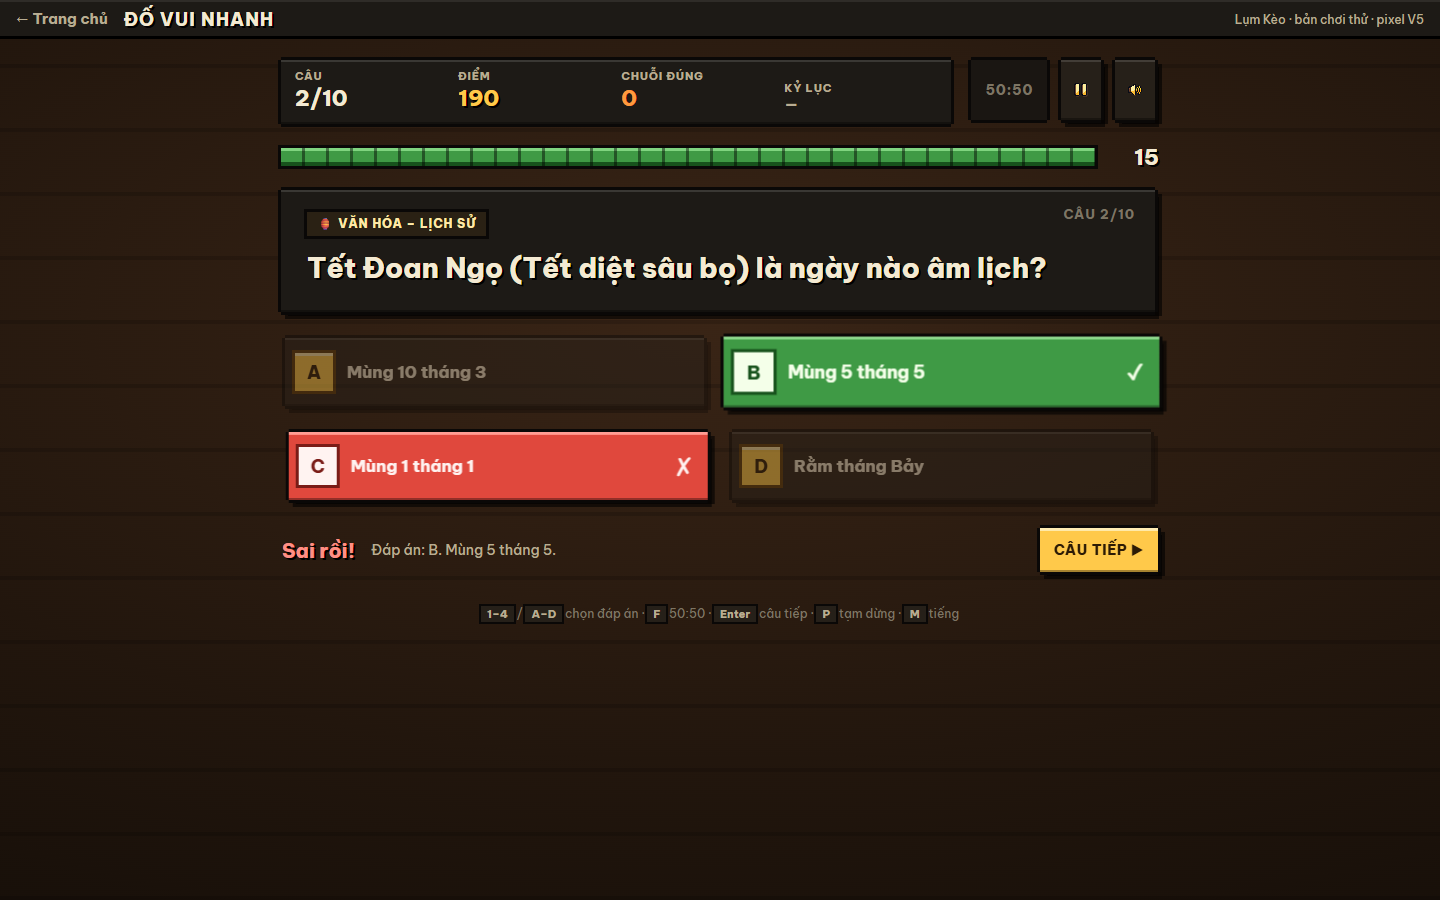 ← Trang chủ ĐỐ VUI NHANH
Lụm Kèo · bản chơi thử · pixel V5
CÂU
2/10
ĐIỂM
190
CHUỖI ĐÚNG
0
KỶ LỤC
–
50:50
15
VĂN HÓA – LỊCH SỬ
CÂU 2/10
Tết Đoan Ngọ (Tết diệt sâu bọ) là ngày nào âm lịch?
A Mùng 10 tháng 3
B Mùng 5 tháng 5 ✓
C Mùng 1 tháng 1 ✗
D Rằm tháng Bảy
Sai rồi! Đáp án: B. Mùng 5 tháng 5.
CÂU TIẾP ▶
1–4 / A–D chọn đáp án · F 50:50 · Enter câu tiếp · P tạm dừng · M tiếng